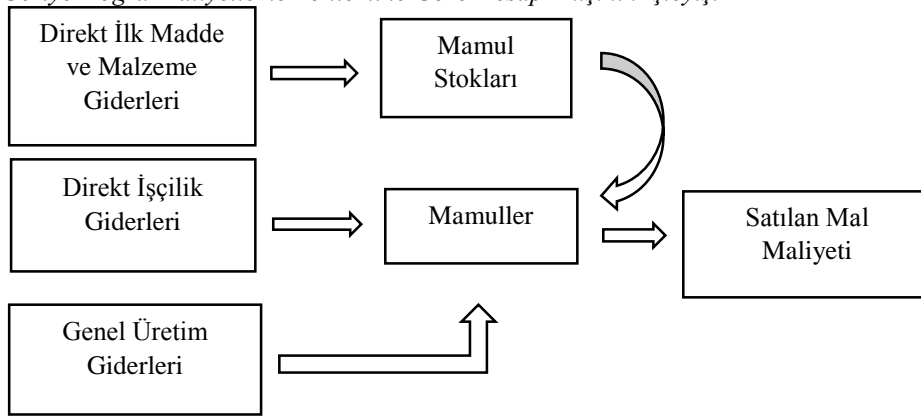 Direkt İlk Madde
ve Malzeme
Giderleri
Mamul
Stokları
Direkt İşçilik
Giderleri
Mamuller
Satılan Mal
Maliyeti
Genel Üretim
Giderleri